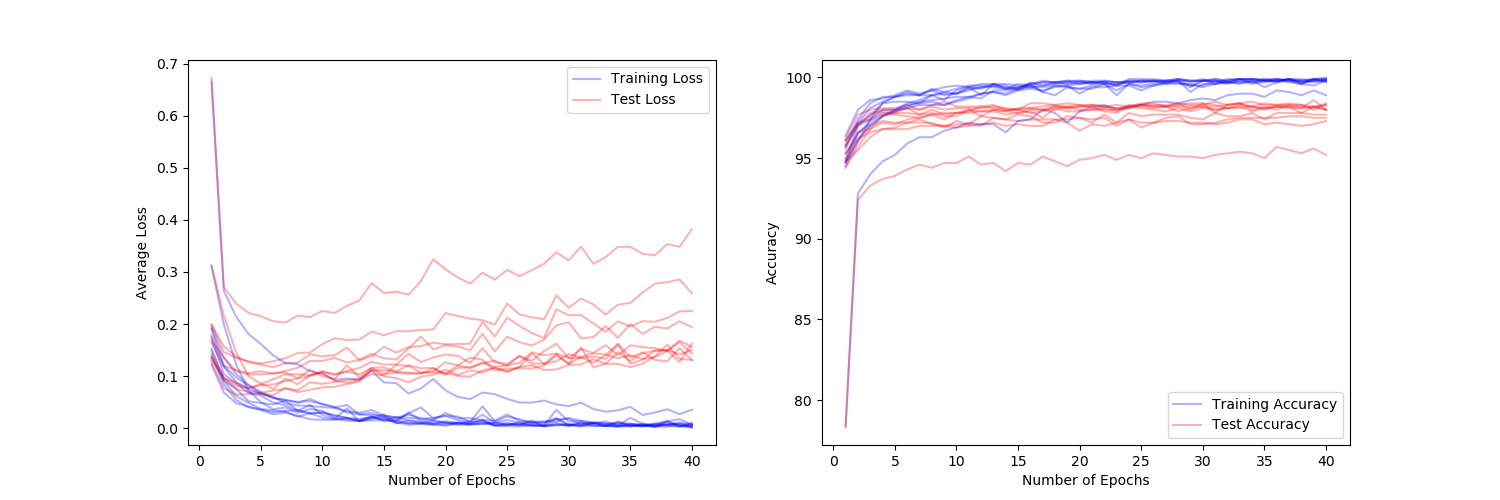 0.7
0.6
0.5
0.4
0.3
0.2
0.1
0.0
Average Loss
Training Loss
Test Loss
0 5 10 15 20 25 30 35 40
Number of Epochs
100
95
90
85
80
Accuracy
Training Accuracy
Test Accuracy
0 5 10 15 20 25 30 35 40
Number of Epochs